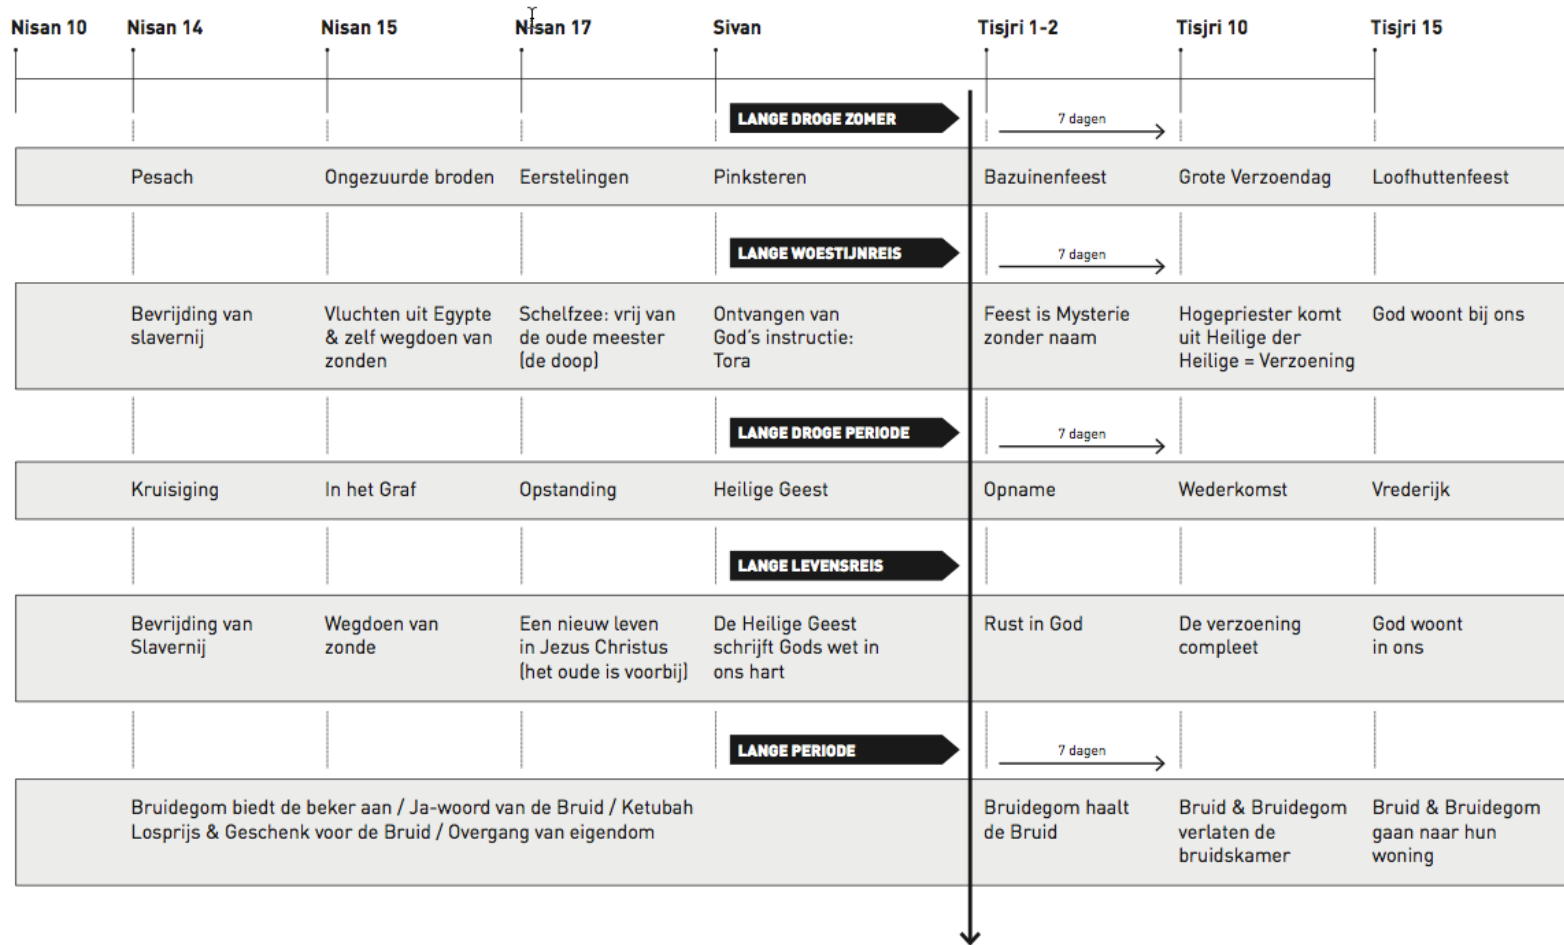 Nisan 10
Nisan 14
Nisan 15
Nisan 17
Sivan
Tisjri 1-2
Tisjri 10
Tisjri 15
LANGE DROGE ZOMER
7 dagen
Pesach
Ongezuurde broden
Eerstelingen
Pinksteren
Bazuinenfeest
Grote Verzoendag
Loofhuttenfeest
LANGE WOESTIJNREIS
7 dagen
Bevrijding van
slavernij
Vluchten uit Egypte
& zelf wegdoen van
zonden
Schelfzee: vrij van
de oude meester
(de doop)
Ontvangen van
God's instructie:
Tora
Feest is Mysterie
zonder naam
Hogepriester komt
uit Heilige der
Heilige = Verzoening
God woont bij ons
LANGE DROGE PERIODE
7 dagen
Kruisiging
In het Graf
Opstanding
Heilige Geest
Opname
Wederkomst
Vrederijk
LANGE LEVENSREIS
Bevrijding van
Slavernij
Wegdoen van
zonde
Een nieuw leven
in Jezus Christus
(het oude is voorbij)
De Heilige Geest
schrijft Gods wet in
ons hart
Rust in God
De verzoening
compleet
God woont
in ons
LANGE PERIODE
7 dagen
Bruidegom biedt de beker aan / Ja-woord van de Bruid / Ketubah
Losprijs & Geschenk voor de Bruid / Overgang van eigendom
Bruidegom haalt
de Bruid
Bruid & Bruidegom
verlaten de
bruidskamer
Bruid & Bruidegom
gaan naar hun
woning